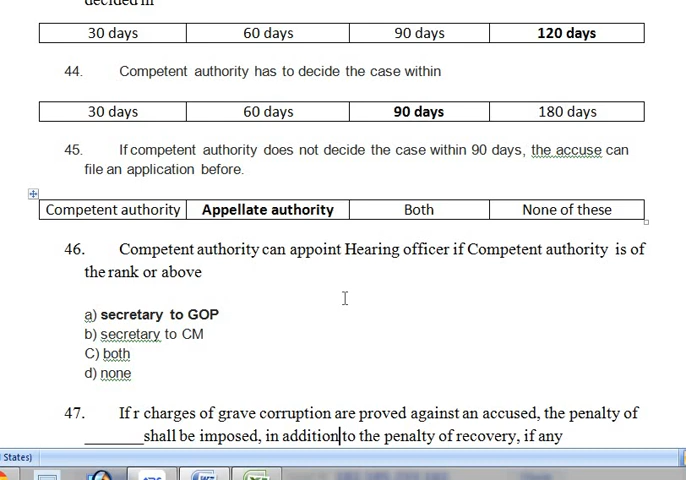 decided in
30 days 60 days 90 days 120 days
44. Competent authority has to decide the case within
30 days 60 days 90 days 180 days
45. If competent authority does not decide the case within 90 days, the accuse can
file an application before.
Competent authority Appellate authority Both None of these
46. Competent authority can appoint Hearing officer if Competent authority is of
the rank or above
a) secretary to GOP
b) secretary to CM
C) both
d) none
47. If r charges of grave corruption are proved against an accused, the penalty of
________shall be imposed, in addition to the penalty of recovery, if any
States)